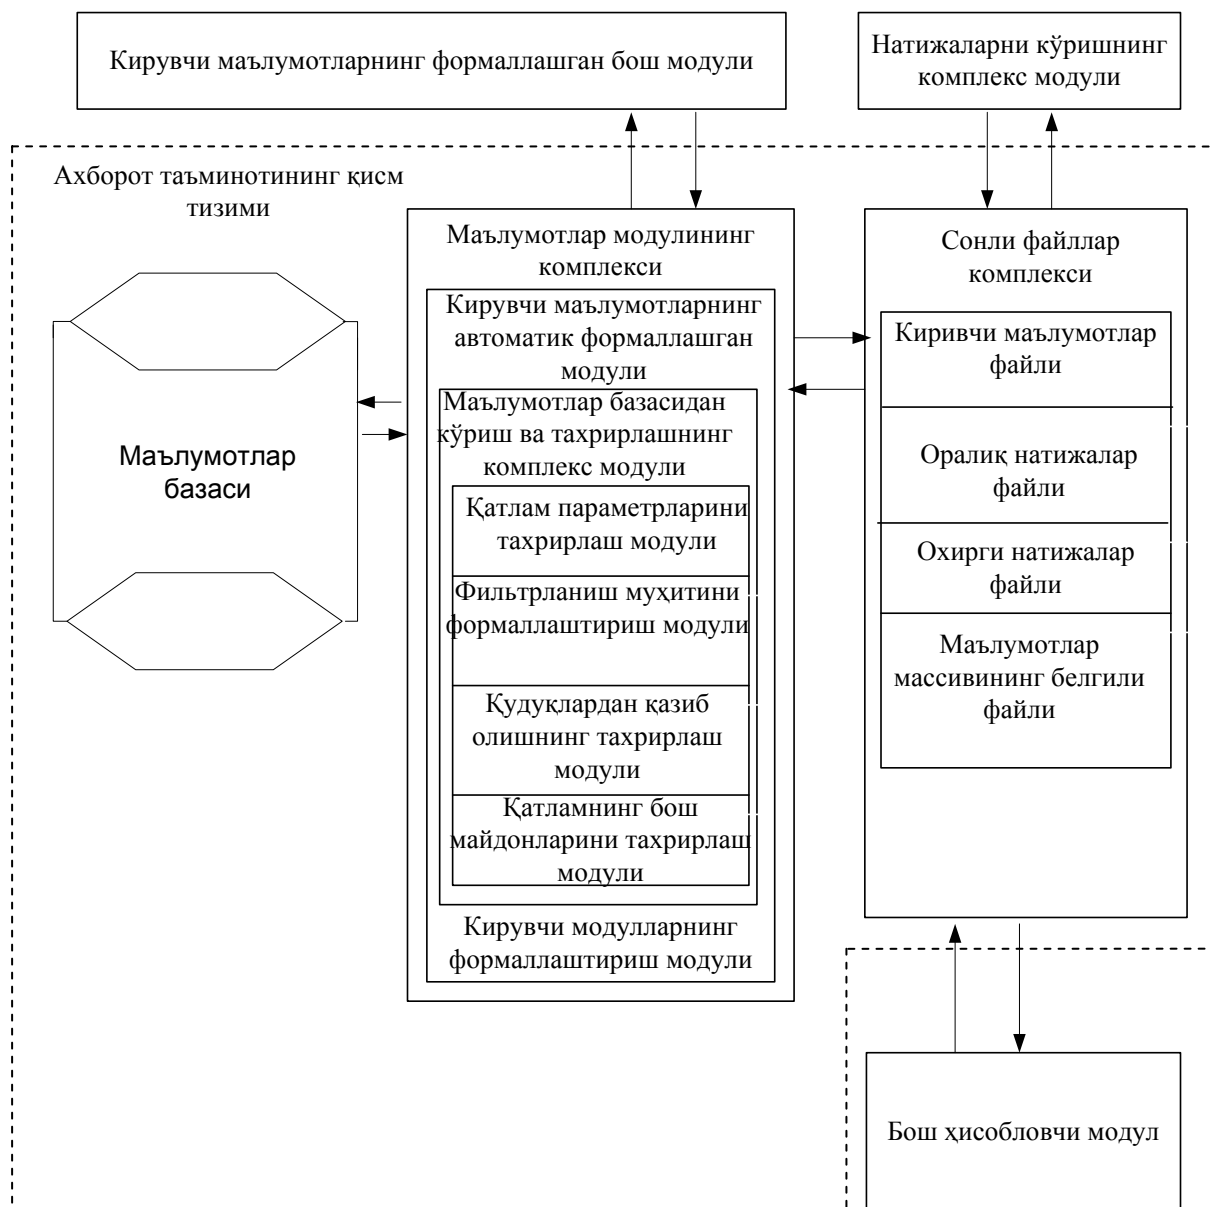 Кирувчи маълумотларнинг формаллашган бош модули
Натижаларни кўришнинг
комплекс модули
Ахборот таъминотининг қисм
тизими
Маълумотлар
базаси
Маълумотлар модулининг
комплекси
Кирувчи маълумотларнинг
автоматик формаллашган
модули
Маълумотлар базасидан
кўриш ва тахрирлашнинг
комплекс модули
Қатлам параметрларини
тахрирлаш модули
Фильтрланиш муҳитини
формаллаштириш модули
Қудуқлардан қазиб
олишнинг тахрирлаш
модули
Қатламнинг бош
майдонларини тахрирлаш
модули
Кирувчи модулларнинг
формаллаштириш модули
Сонли файллар
комплекси
Киривчи маълумотлар
файли
Оралиқ натижалар
файли
Охирги натижалар
файли
Маълумотлар
массивининг белгили
файли
Бош ҳисобловчи модул